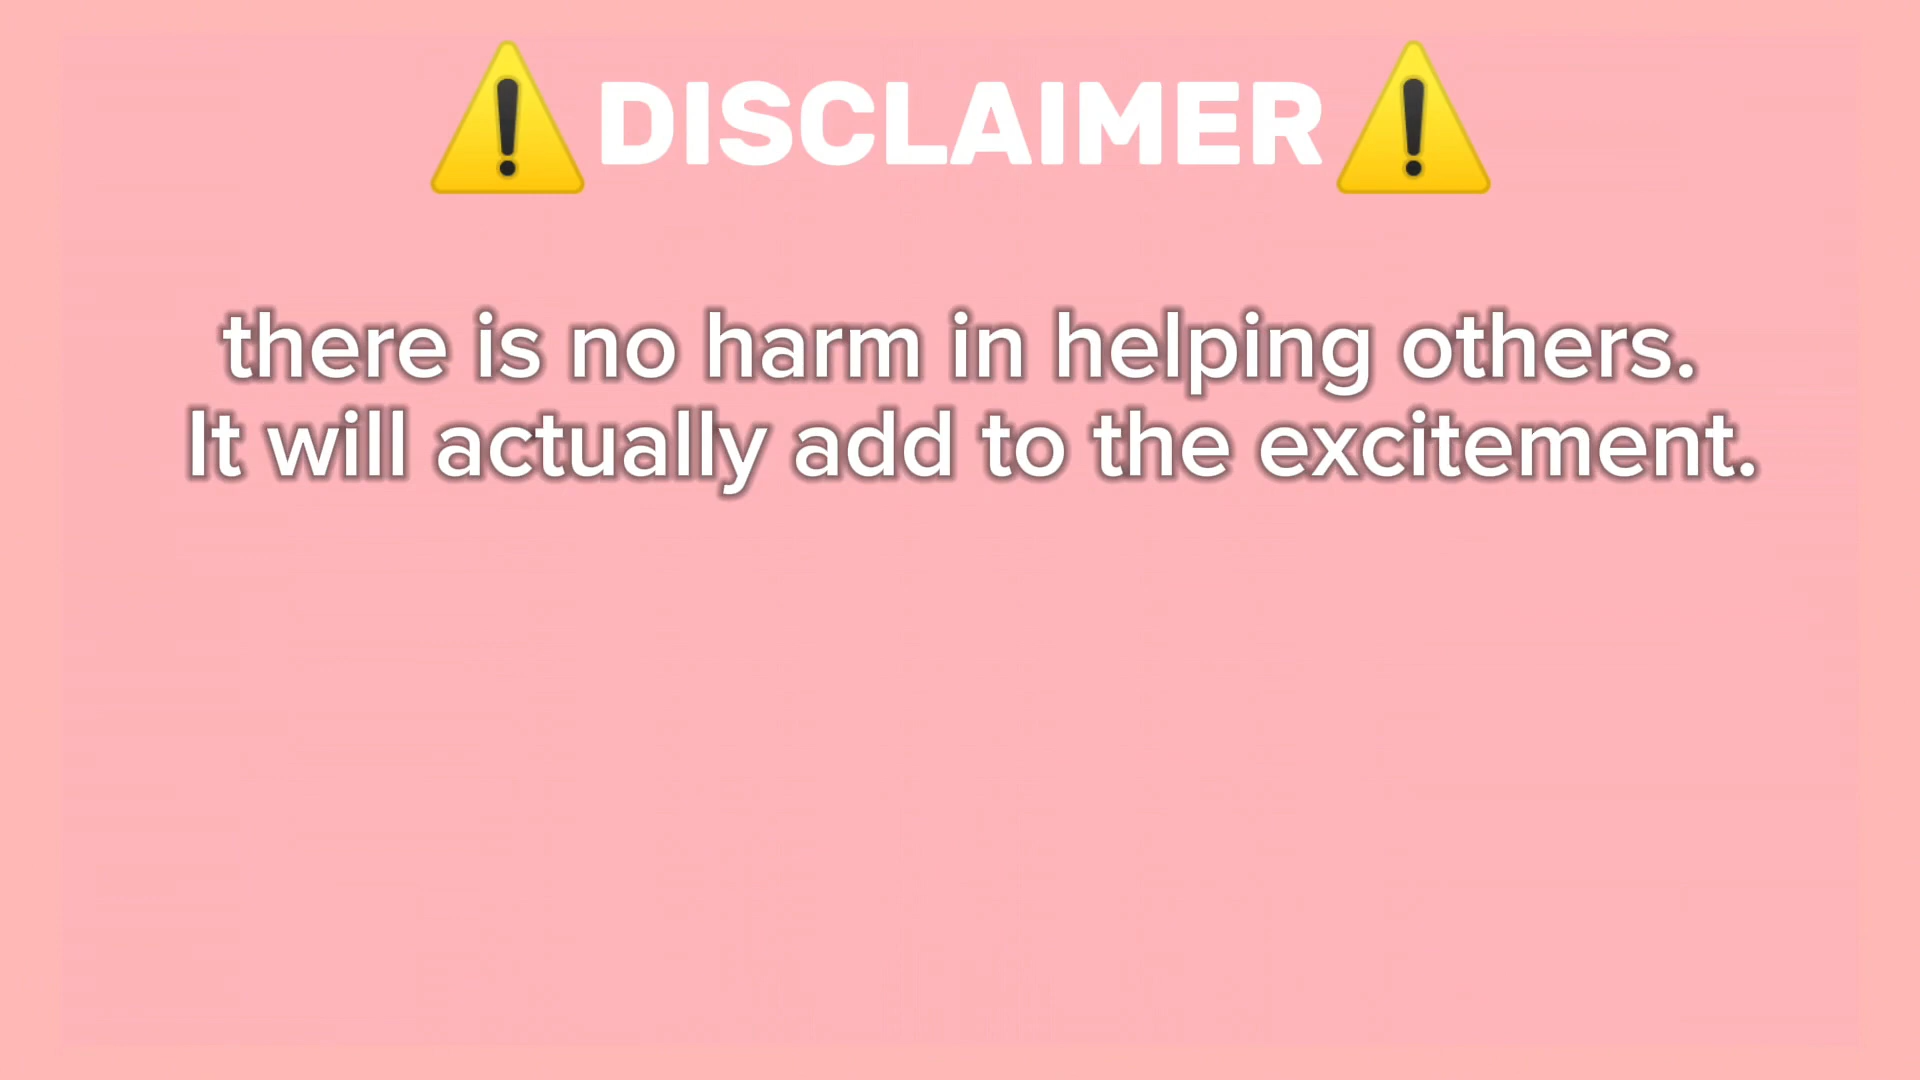 ⚠️DISCLAIMER⚠️
there is no harm in helping others.
It will actually add to the excitement.